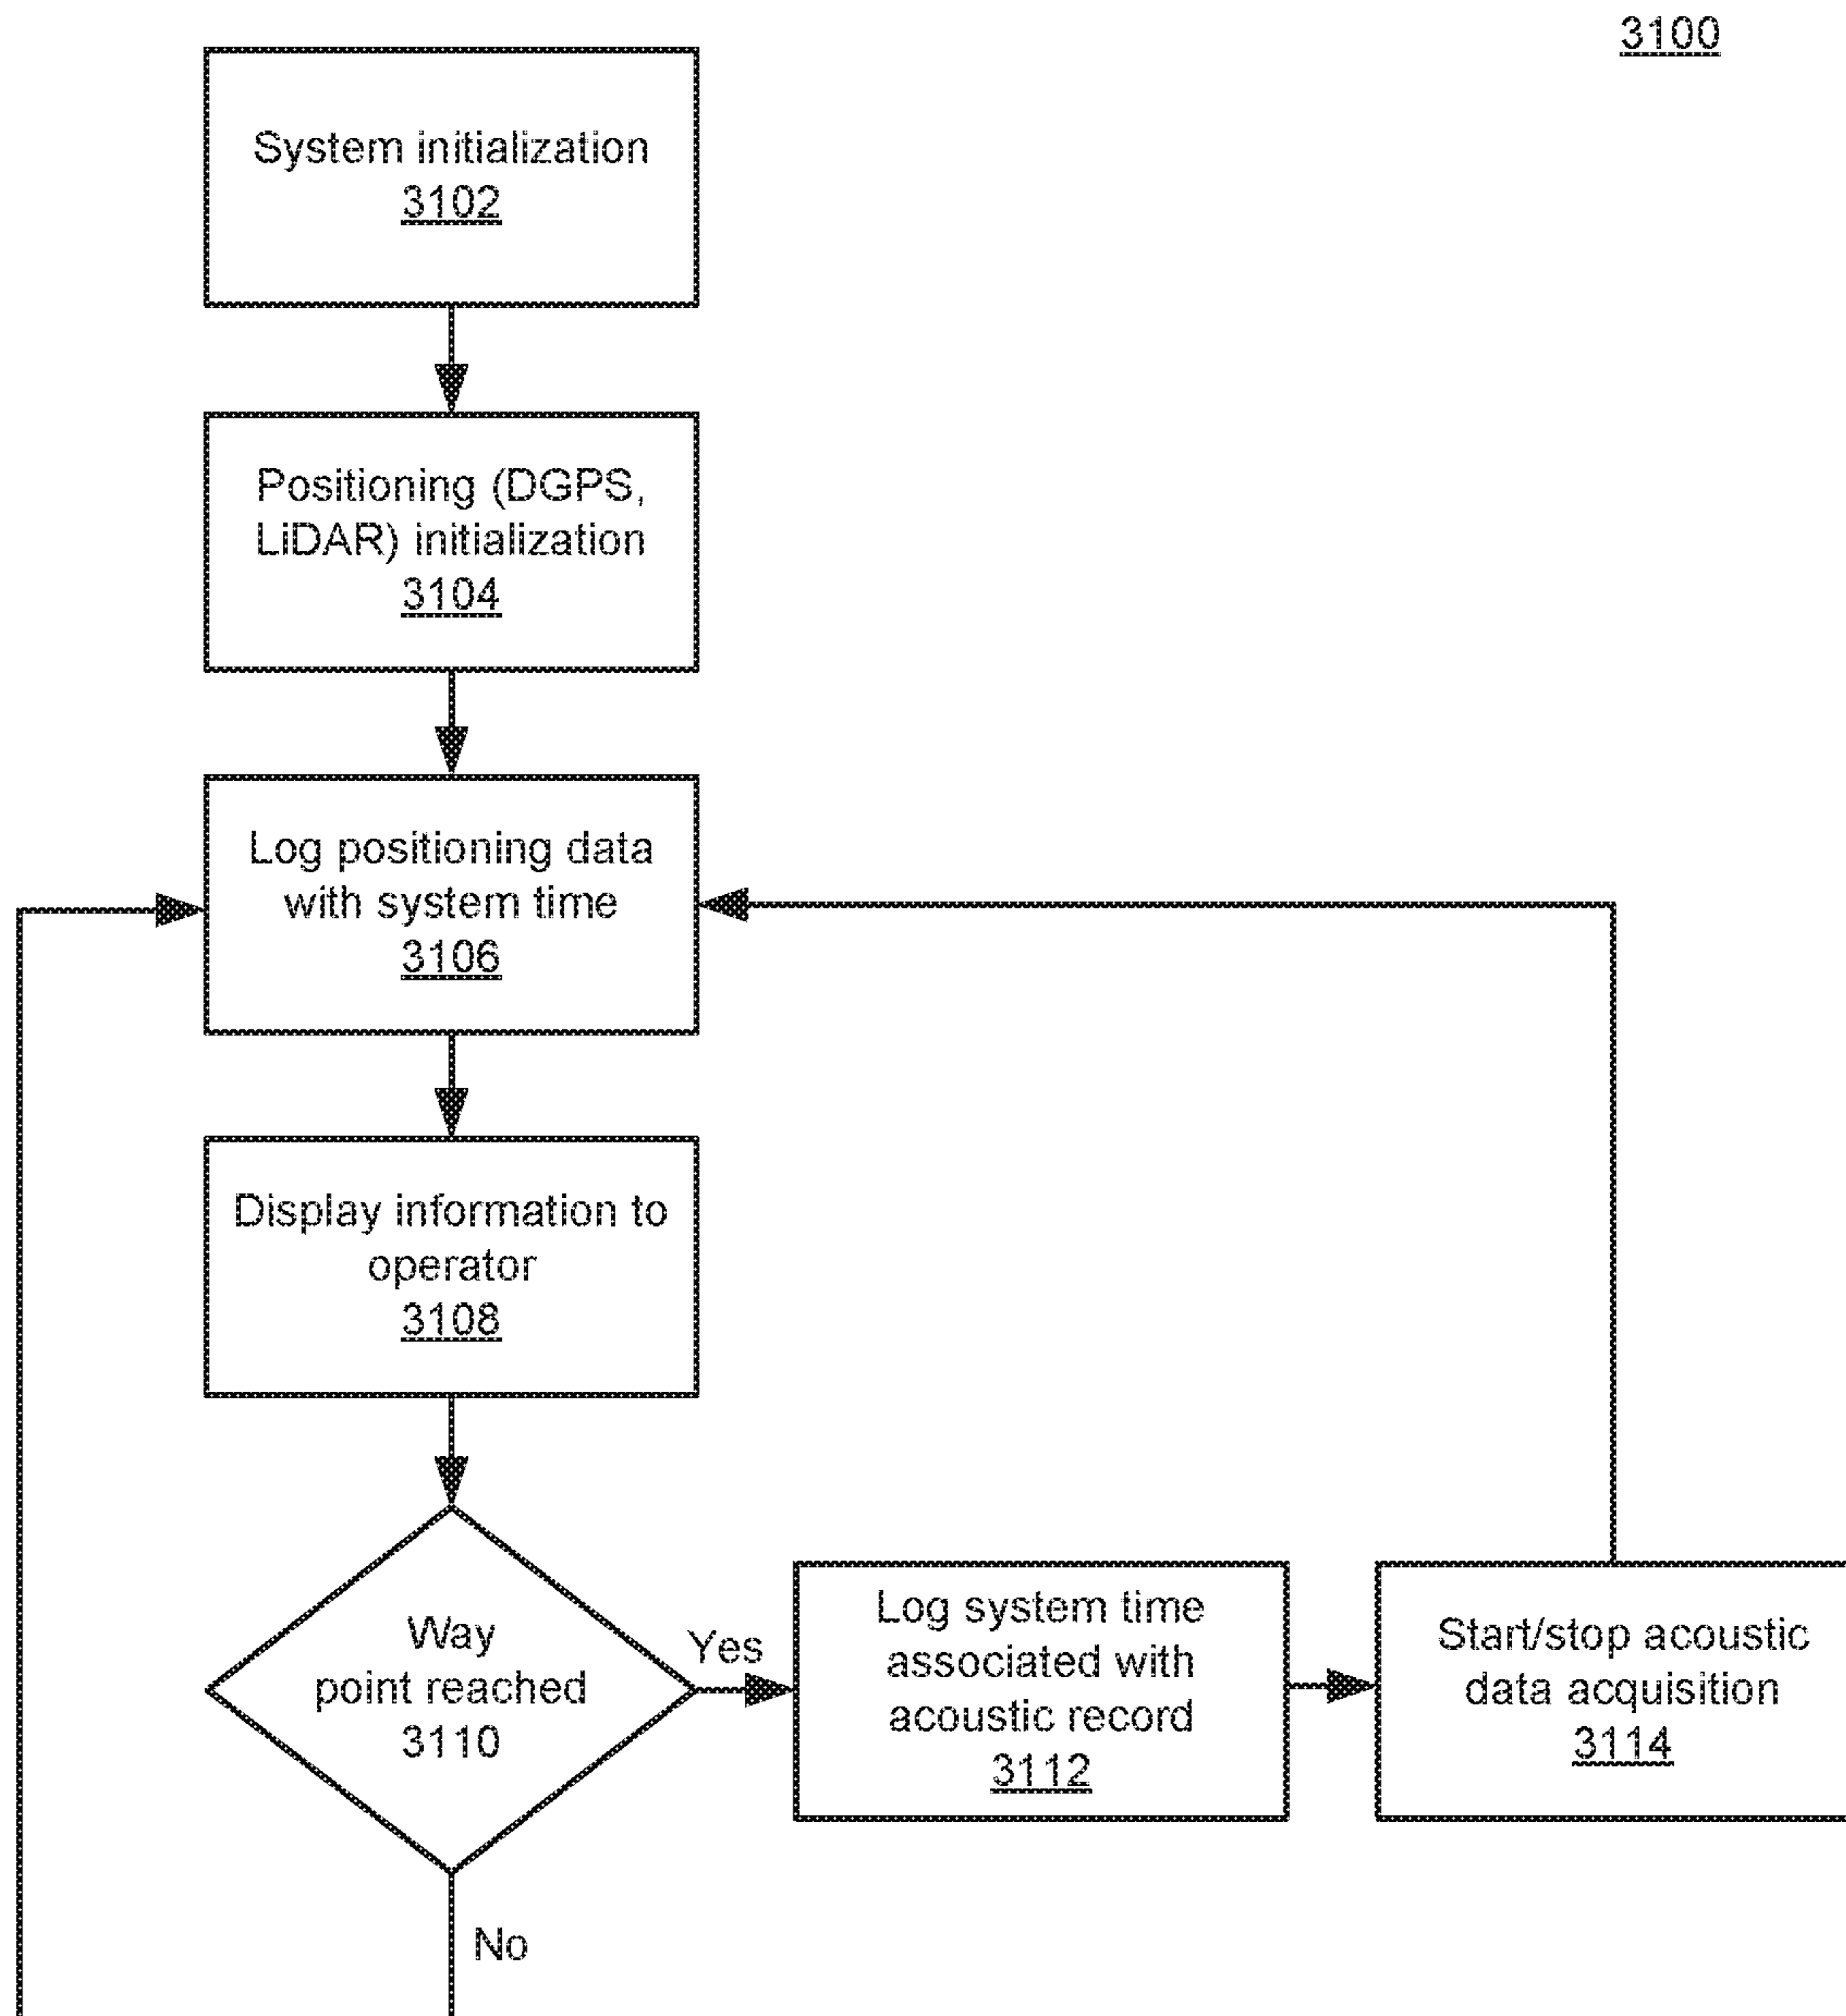 3100
System initialization
3102
Positioning (DGPS,
LiDAR) initialization
3104
Log positioning data
with system time
3106
Display information to
operator
3108
Way
point reached
3110
Yes
Log system time
associated with
acoustic record
3112
Start/stop acoustic
data acquisition
3114
No